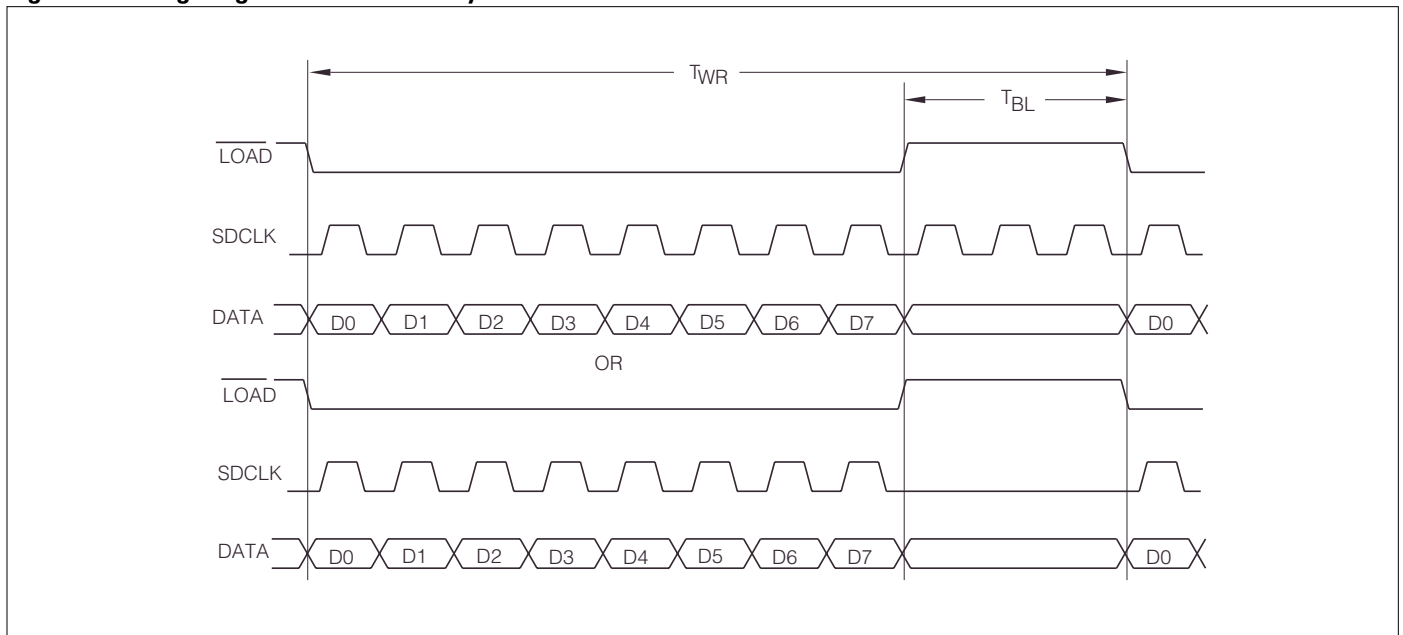 TWR
TBL
LOAD
SDCLK
DATA D0 D1 D2 D3 D4 D5 D6 D7 D0
OR
LOAD
SDCLK
DATA D0 D1 D2 D3 D4 D5 D6 D7 D0